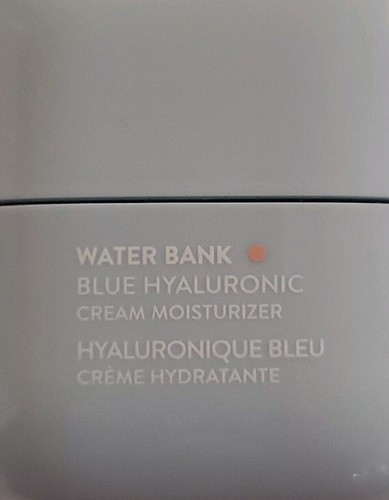 WATER BANK
BLUE HYALURONIC
CREAM MOISTURIZER
HYALURONIQUE BLEU
CRÈME HYDRATANTE